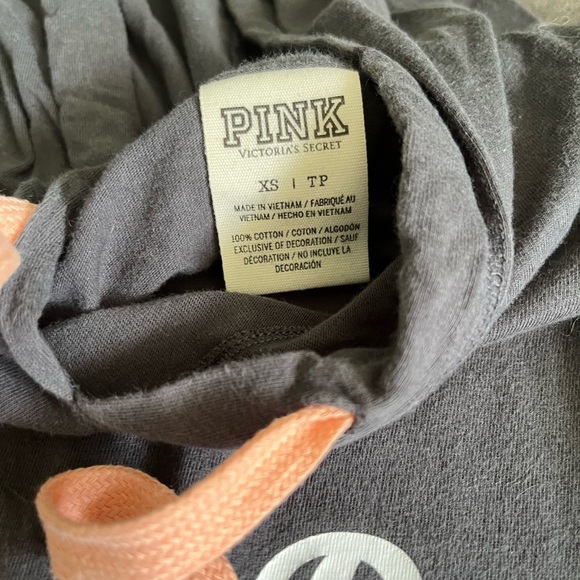 PINK
VICTORIA'S SECRET
XS | TP
MADE IN VIETNAM / FABRIQUÉ AU
VIETNAM / HECHO EN VIETNAM
100% COTTON / COTON / ALGODÓN
EXCLUSIVE OF DECORATION / SAUF
DÉCORATION / NO INCLUYE LA
DECORACIÓN